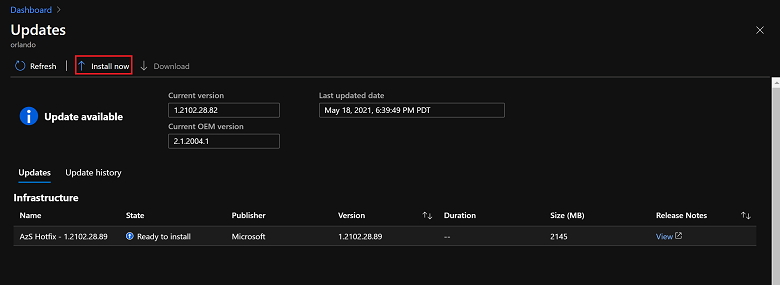 Dashboard >
Updates
orlando
Refresh | Install now Download
Current version Last updated date
Update available 1.2102.28.82 May 18, 2021, 6:39:49 PM PDT
Current OEM version
2.1.2004.1
Updates Update history
Infrastructure
Name State Publisher Version ↑↓ Duration Size (MB) Release Notes ↑↓
AzS Hotfix - 1.2102.28.89 Ready to install Microsoft 1.2102.28.89 -- 2145 View